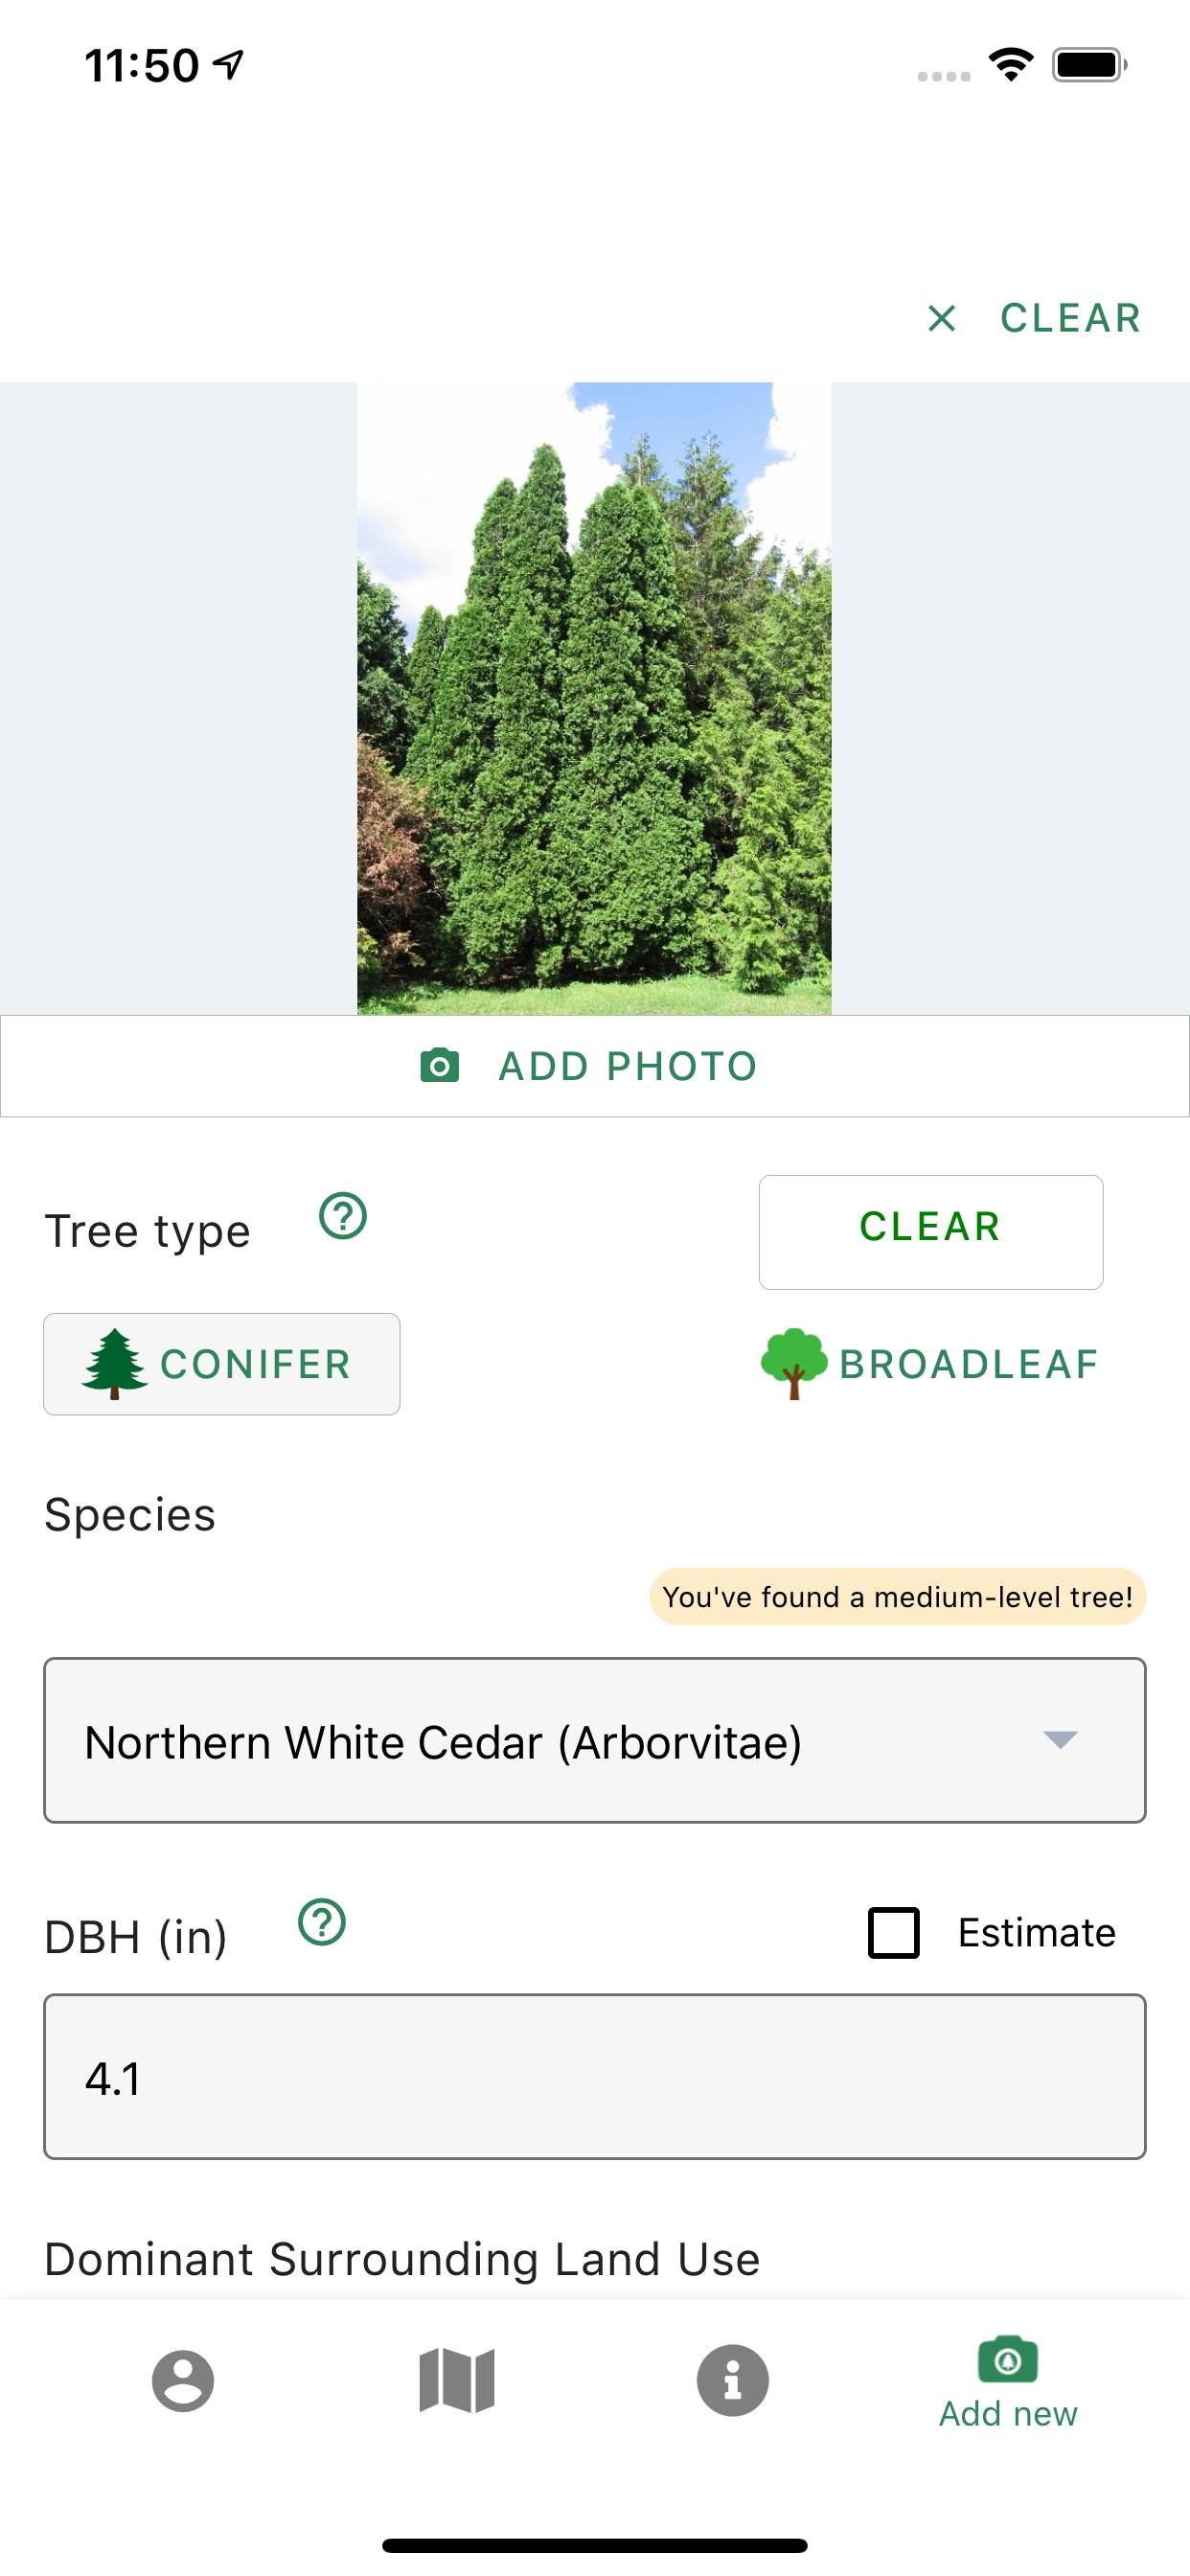 11:50
CLEAR
ADD PHOTO
Tree type
CLEAR
CONIFER
BROADLEAF
Species
You've found a medium-level tree!
Northern White Cedar (Arborvitae)
DBH (in)
Estimate
4.1
Dominant Surrounding Land Use
Add new